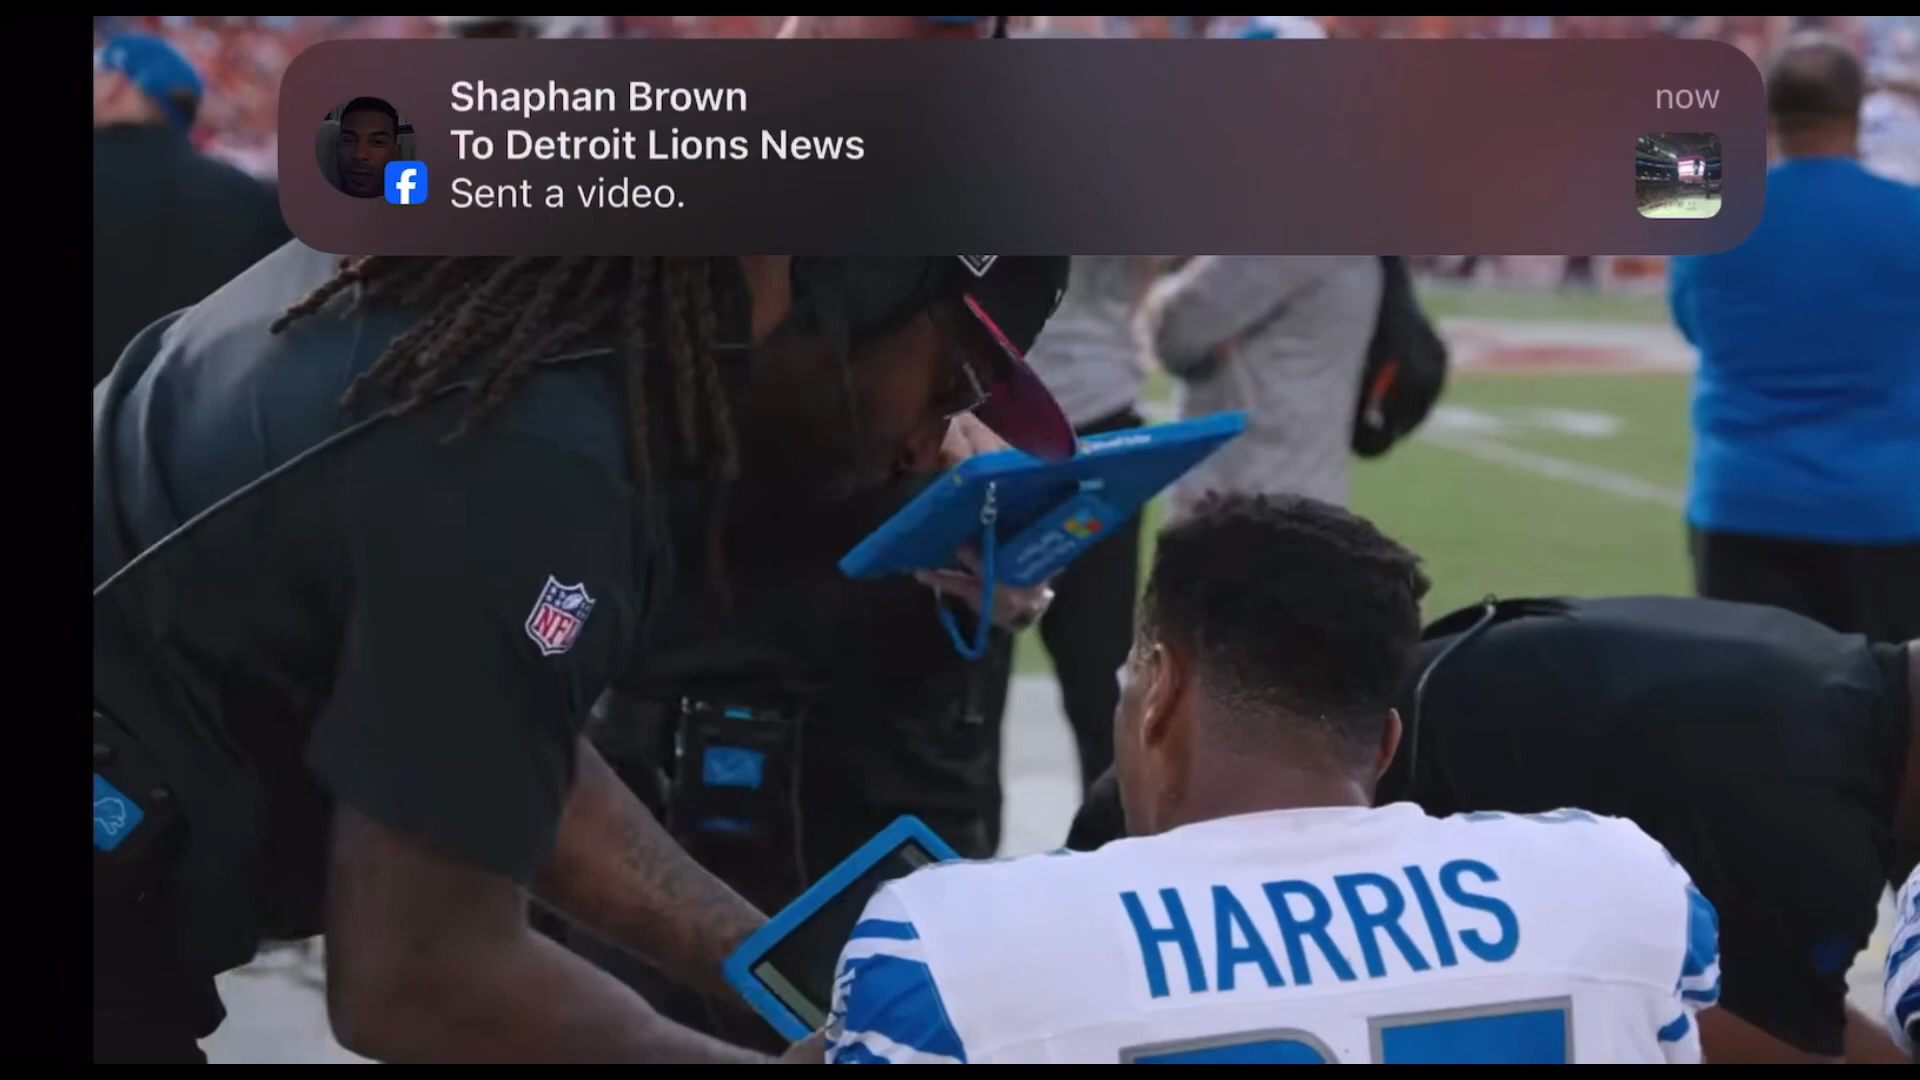 Shaphan Brown
now
To Detroit Lions News
Sent a video.
NFL
HARRIS